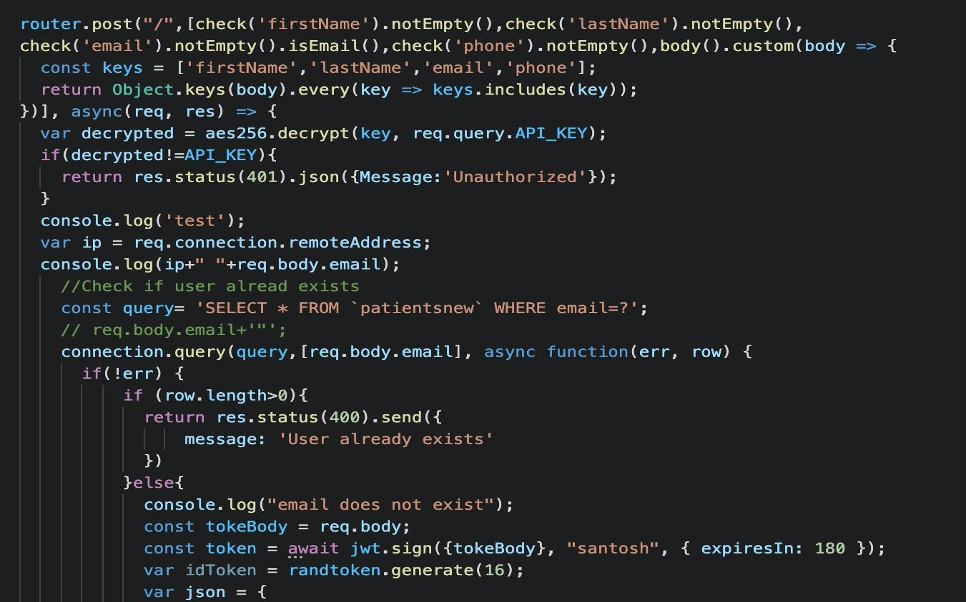 router.post("/",[check('firstName').notEmpty(),check('lastName').notEmpty(),
check('email').notEmpty().isEmail(),check('phone').notEmpty(),body().custom(body => {
const keys = ['firstName','lastName','email','phone'];
return Object.keys(body).every(key => keys.includes(key));
})], async(req, res) => {
var decrypted = aes256.decrypt(key, req.query.API_KEY);
if(decrypted!=API_KEY){
return res.status(401).json({Message:'Unauthorized'});
}
console.log('test');
var ip = req.connection.remoteAddress;
console.log(ip+" "+req.body.email);
//Check if user alread exists
const query= 'SELECT * FROM `patientsnew` WHERE email=?';
// req.body.email+'"';
connection.query(query,[req.body.email], async function(err, row) {
if(!err) {
if (row.length>0){
return res.status(400).send({
message: 'User already exists'
})
}else{
console.log("email does not exist");
const tokeBody = req.body;
const token = await jwt.sign({tokeBody}, "santosh", { expiresIn: 180 });
var idToken = randtoken.generate(16);
var json = {